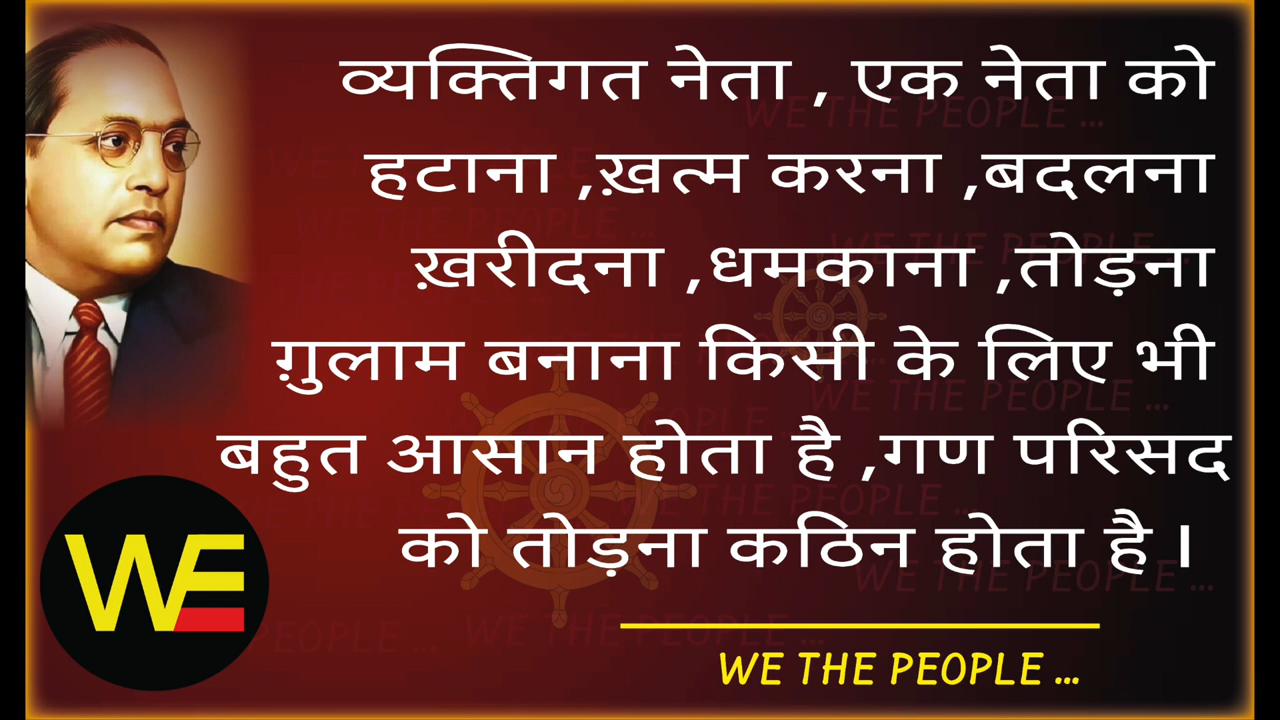 व्यक्तिगत नेता , एक नेता को
हटाना ,ख़त्म करना ,बदलना
ख़रीदना ,धमकाना ,तोड़ना
ग़ुलाम बनाना किसी के लिए भी
बहुत आसान होता है ,गण परिसद
को तोड़ना कठिन होता है ।
WE
WE THE PEOPLE ...